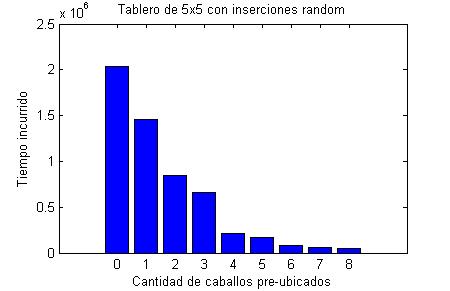 Tablero de 5x5 con inserciones random
x 10^6
2.5
2
1.5
1
0.5
0
Tiempo incurrido
0 1 2 3 4 5 6 7 8
Cantidad de caballos pre-ubicados